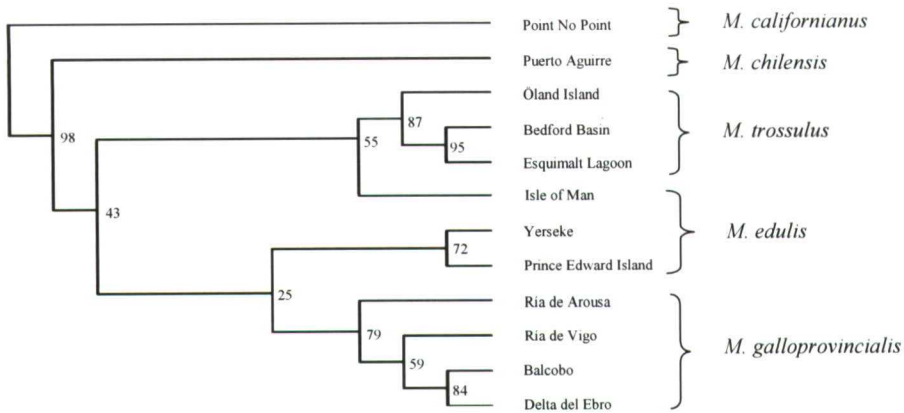 Point No Point
M. californianus
Puerto Aguirre
M. chilensis
Öland Island
87
Bedford Basin
M. trossulus
98
55
95
Esquimalt Lagoon
Isle of Man
43
Yerseke
M. edulis
72
Prince Edward Island
25
Ría de Arousa
79
Ría de Vigo
M. galloprovincialis
59
Balcobo
84
Delta del Ebro